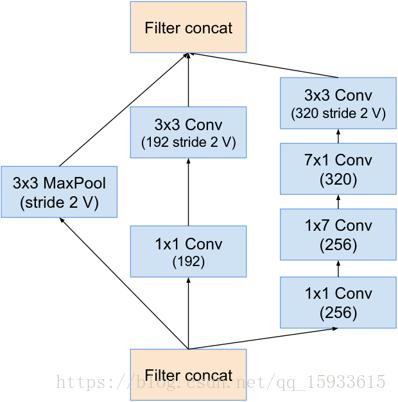 Filter concat
3x3 Conv
(320 stride 2 V)
3x3 Conv
(192 stride 2 V)
7x1 Conv
(320)
3x3 MaxPool
(stride 2 V)
1x7 Conv
(256)
1x1 Conv
(192)
1x1 Conv
(256)
Filter concat
https://blog.csdn.net/qq_15933615